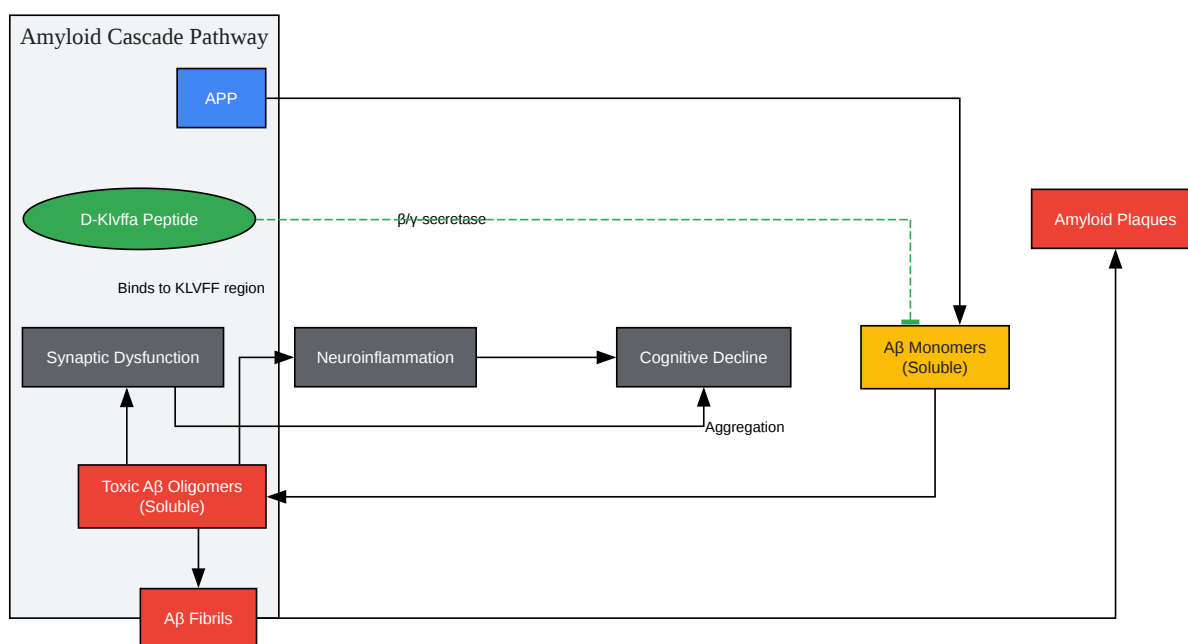 Amyloid Cascade Pathway
APP
D-Klvffa Peptide
β/γ-secretase
Amyloid Plaques
Binds to KLVFF region
Synaptic Dysfunction
Neuroinflammation
Cognitive Decline
Aβ Monomers
(Soluble)
Aggregation
Toxic Aβ Oligomers
(Soluble)
Aβ Fibrils